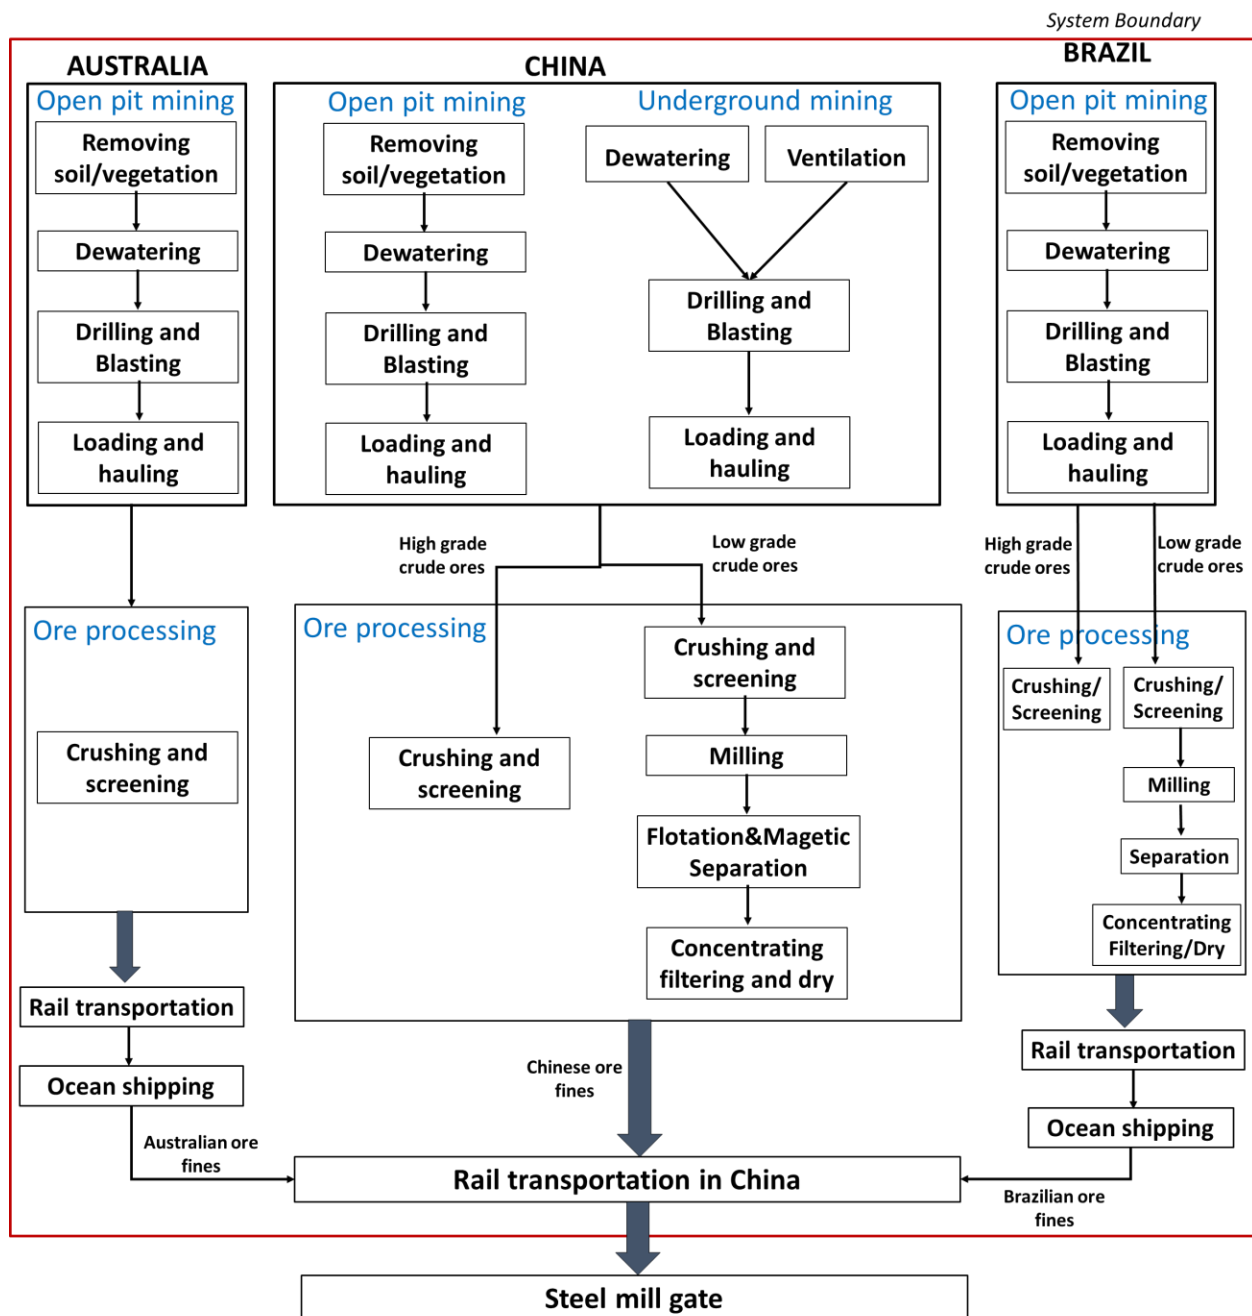 System Boundary
AUSTRALIA
CHINA
BRAZIL
Open pit mining
Removing
soil/vegetation
Dewatering
Drilling and
Blasting
Loading and
hauling
Open pit mining
Removing
soil/vegetation
Dewatering
Drilling and
Blasting
Loading and
hauling
Underground mining
Dewatering
Ventilation
Drilling and
Blasting
Loading and
hauling
Open pit mining
Removing
soil/vegetation
Dewatering
Drilling and
Blasting
Loading and
hauling
High grade
crude ores
Low grade
crude ores
High grade
crude ores
Low grade
crude ores
Ore processing
Crushing and
screening
Ore processing
Crushing and
screening
Crushing and
screening
Milling
Flotation&Magetic
Separation
Concentrating
filtering and dry
Ore processing
Crushing/
Screening
Crushing/
Screening
Milling
Separation
Concentrating
Filtering/Dry
Rail transportation
Ocean shipping
Australian ore
fines
Chinese ore
fines
Rail transportation
Ocean shipping
Brazilian ore
fines
Rail transportation in China
Steel mill gate